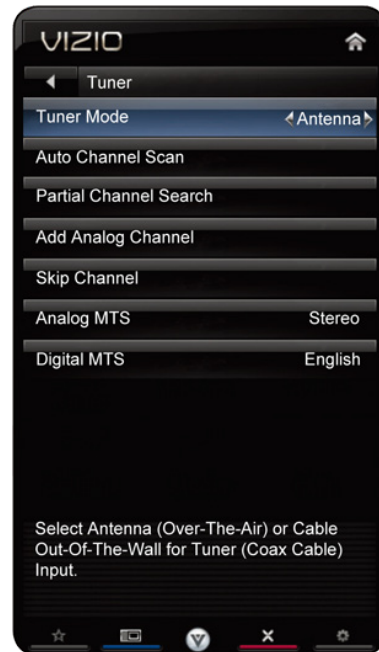 VIZIO
Tuner
Tuner Mode Antenna
Auto Channel Scan
Partial Channel Search
Add Analog Channel
Skip Channel
Analog MTS Stereo
Digital MTS English
Select Antenna (Over-The-Air) or Cable
Out-Of-The-Wall for Tuner (Coax Cable)
Input.
V